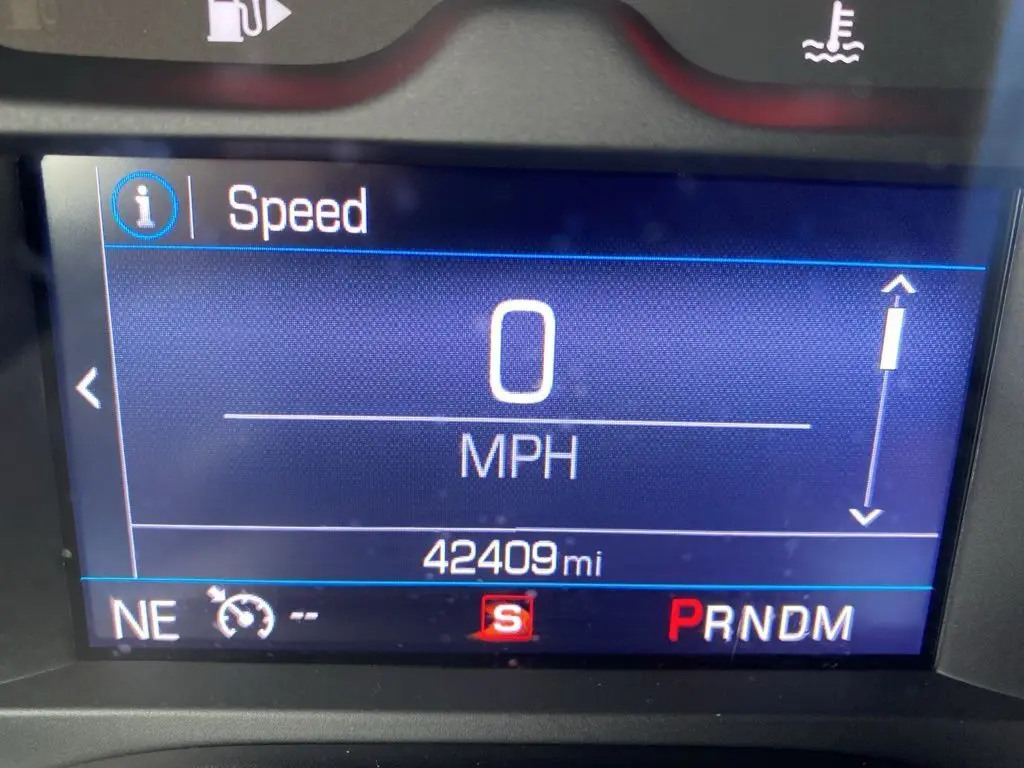 i Speed
0
MPH
42409 mi
NE -- S PRNDM